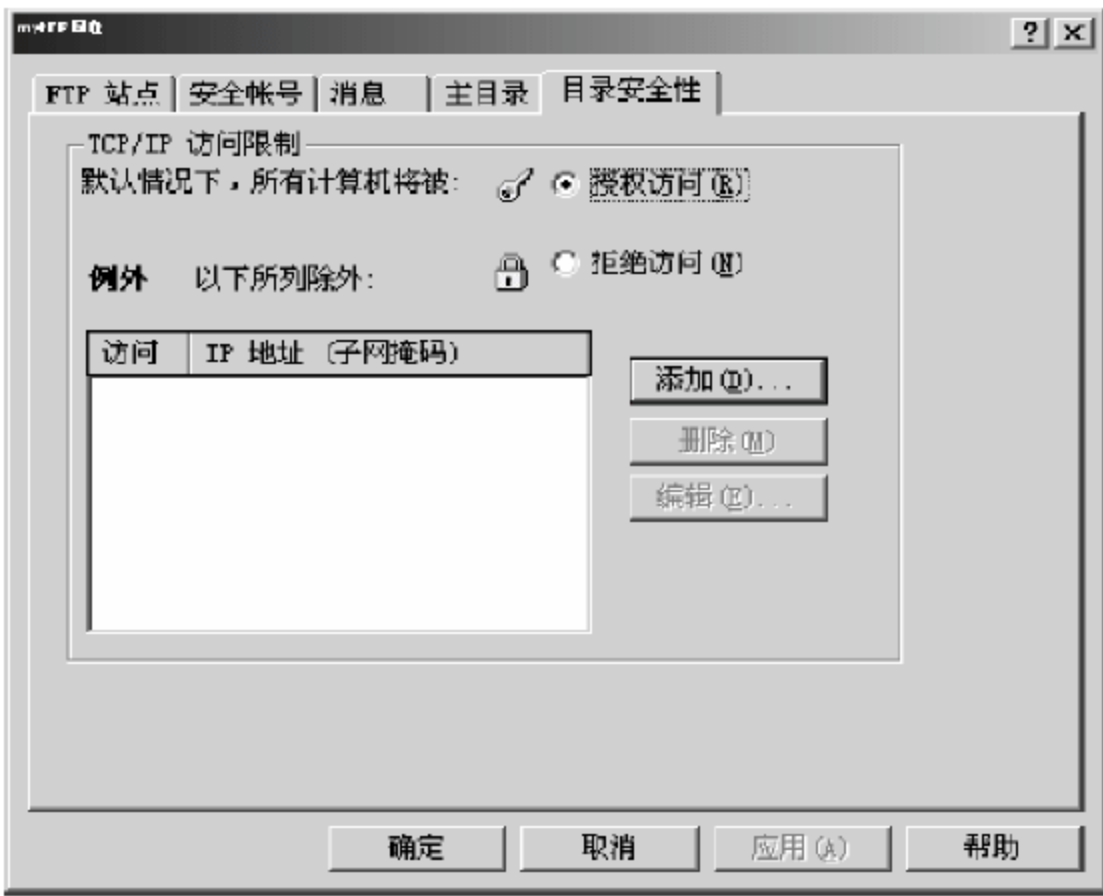 FTP 站点 安全帐号 消息 主目录 目录安全性
TCP/IP 访问限制
默认情况下，所有计算机将被: 授权访问(R)
例外 以下所列除外: 拒绝访问(N)
访问 IP 地址 (子网掩码)
添加(D)...
删除(M)
编辑(E)...
确定 取消 应用(A) 帮助